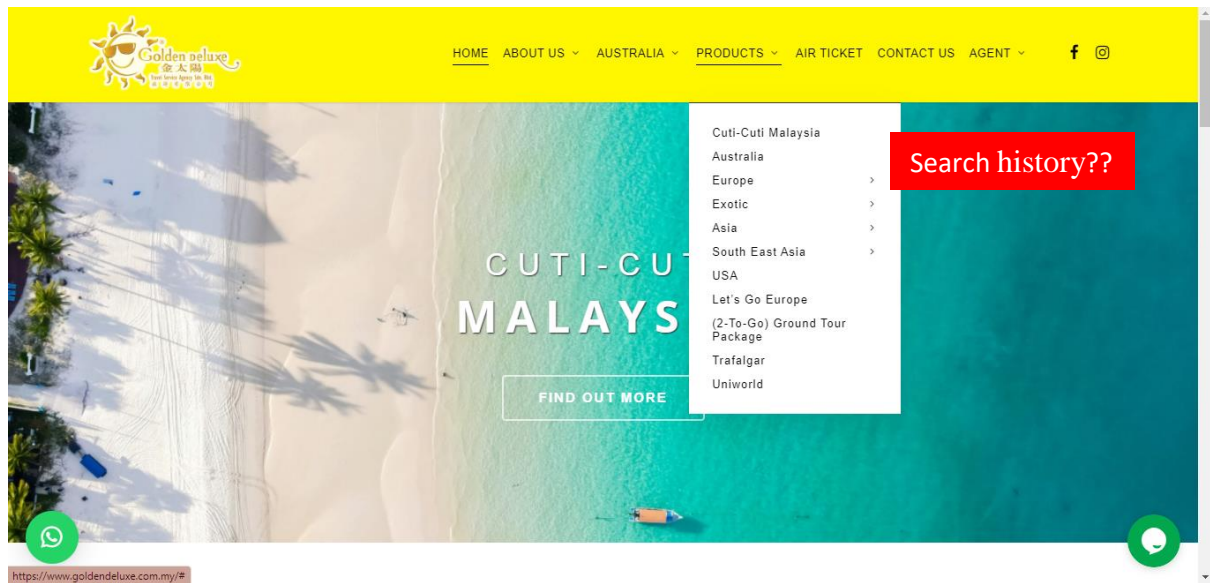 Golden Deluxe
金太陽
HOME ABOUT US AUSTRALIA PRODUCTS AIR TICKET CONTACT US AGENT
Cuti-Cuti Malaysia
Australia
Europe
Exotic
Asia
South East Asia
USA
Let's Go Europe
(2-To-Go) Ground Tour
Package
Trafalgar
Uniworld
Search history??
CUTI-CUT
MALAYS
FIND OUT MORE
https://www.goldendeluxe.com.my/#